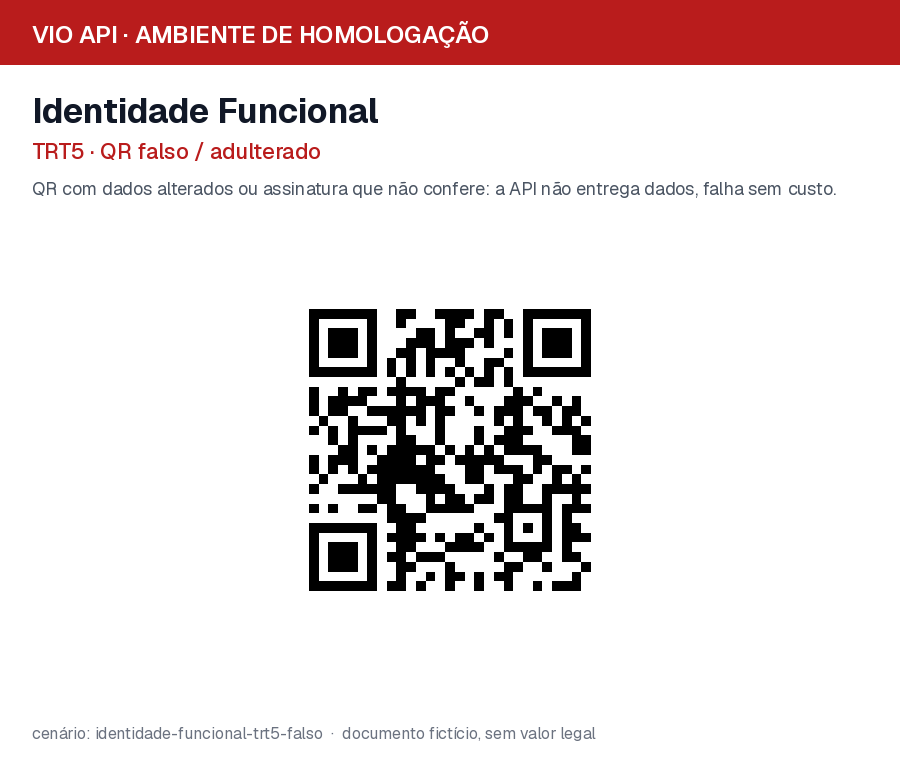 VIO API · AMBIENTE DE HOMOLOGAÇÃO
Identidade Funcional
TRT5 · QR falso / adulterado
QR com dados alterados ou assinatura que não confere: a API não entrega dados, falha sem custo.
cenário: identidade-funcional-trt5-falso · documento fictício, sem valor legal